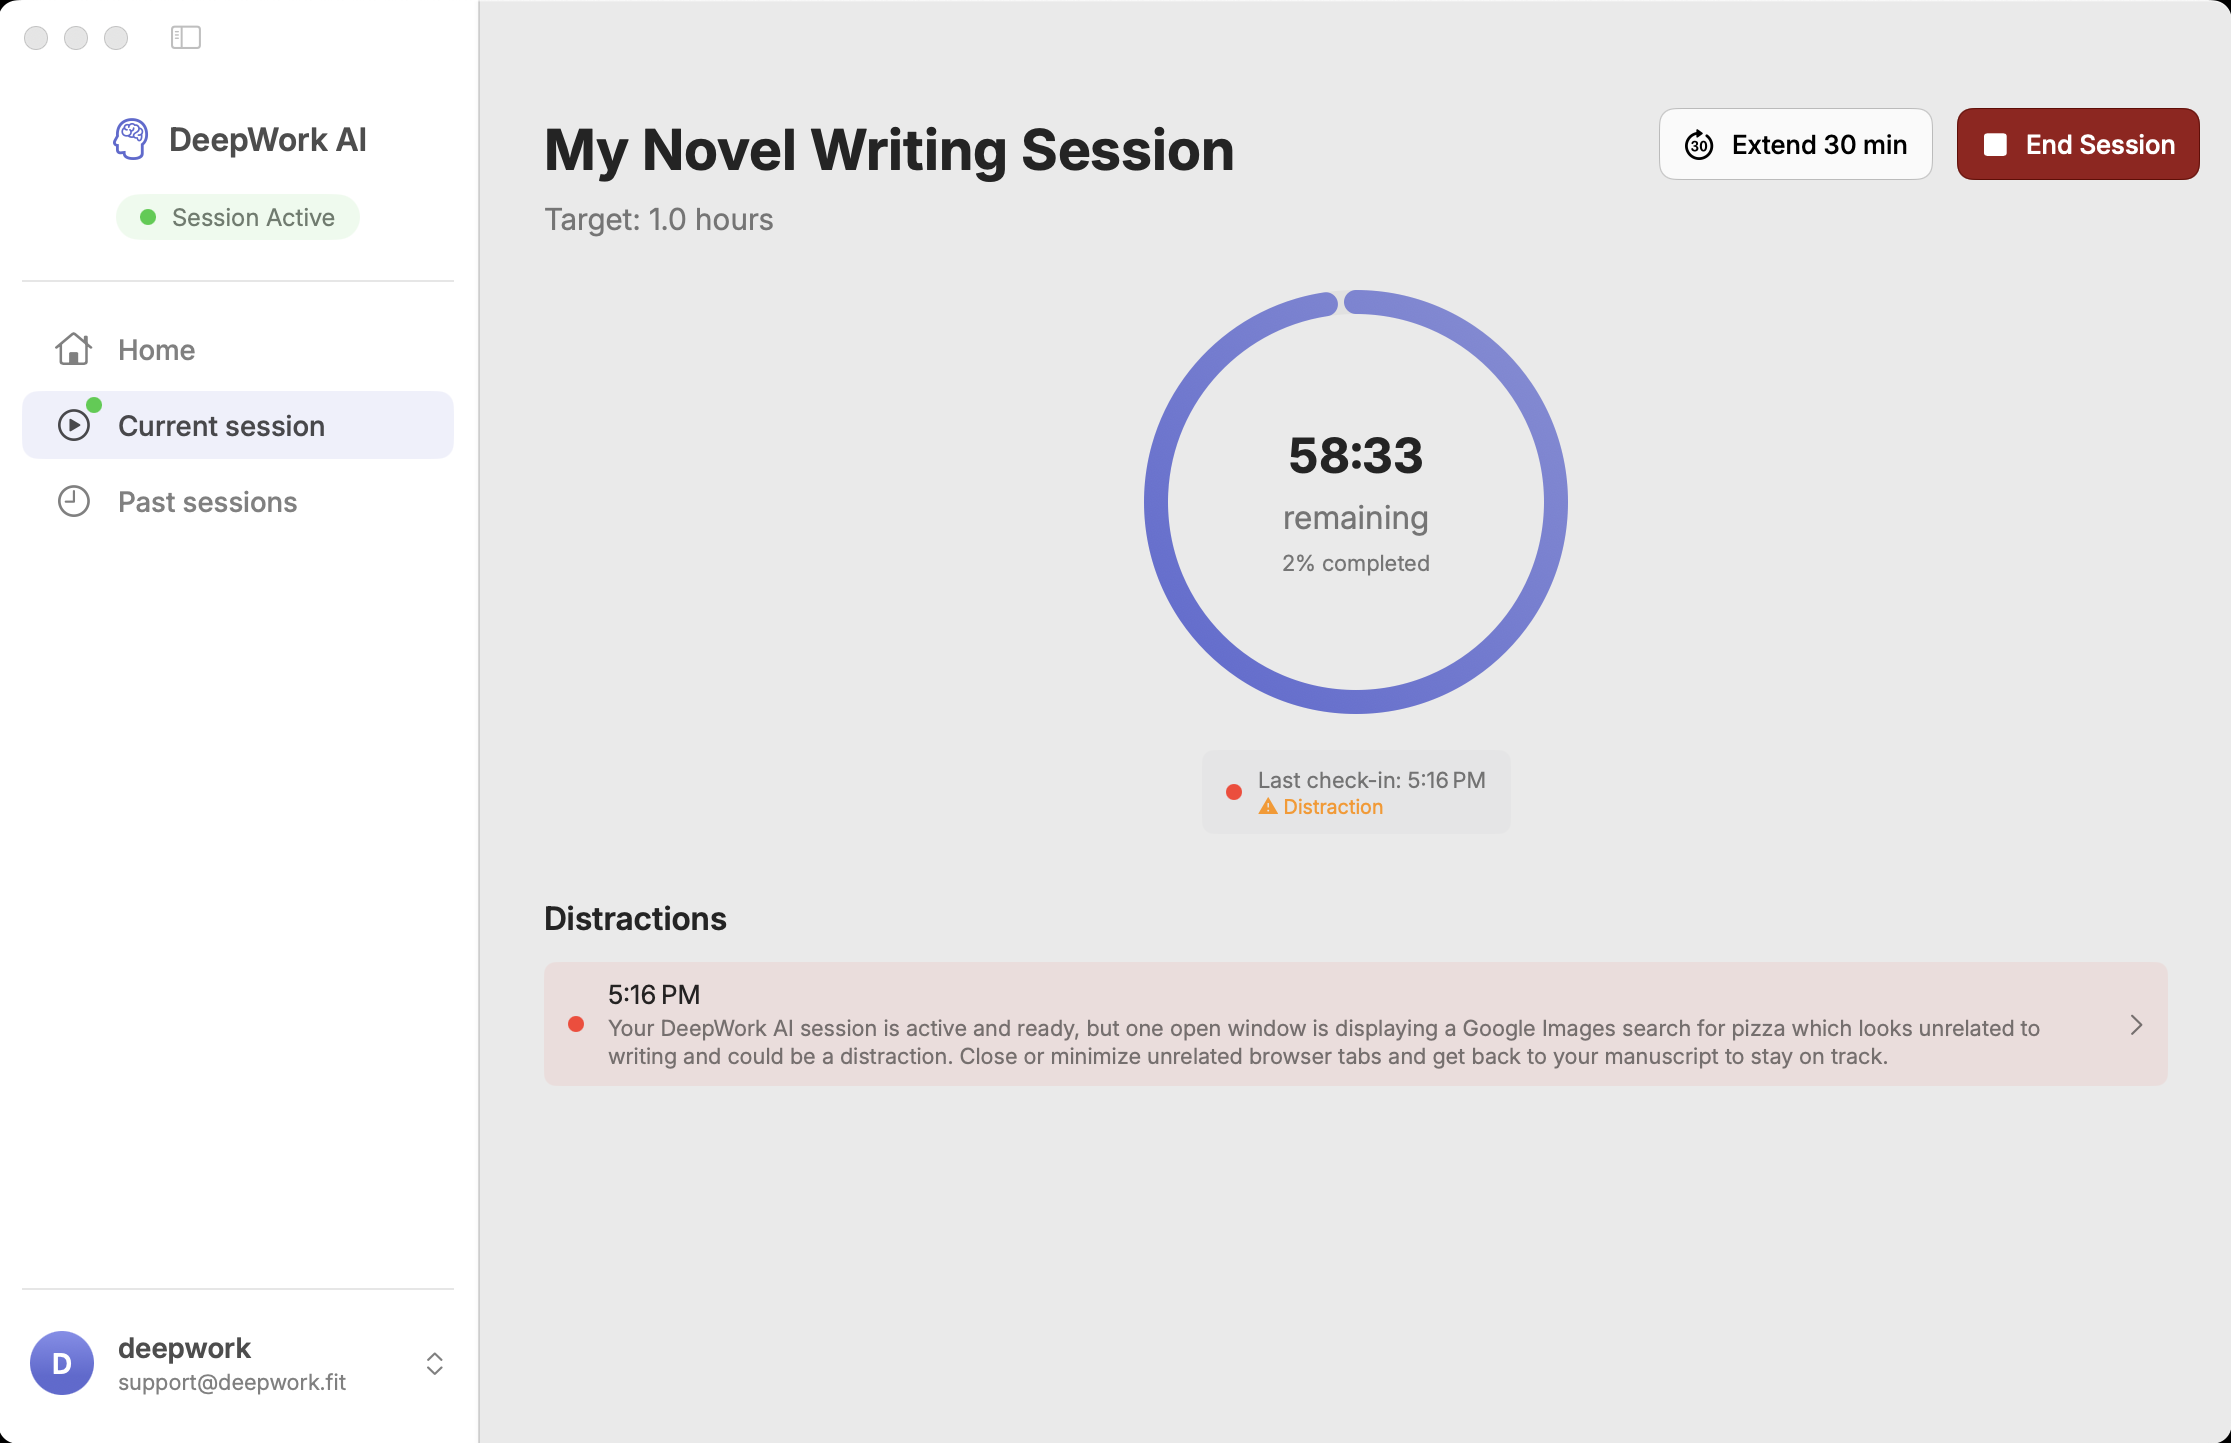 DeepWork AI
Session Active
Home
Current session
Past sessions
D
deepwork
support@deepwork.fit
My Novel Writing Session
Target: 1.0 hours
30
Extend 30 min
End Session
58:33
remaining
2% completed
Last check-in: 5:16 PM
Distraction
Distractions
5:16 PM
Your DeepWork AI session is active and ready, but one open window is displaying a Google Images search for pizza which looks unrelated to
writing and could be a distraction. Close or minimize unrelated browser tabs and get back to your manuscript to stay on track.